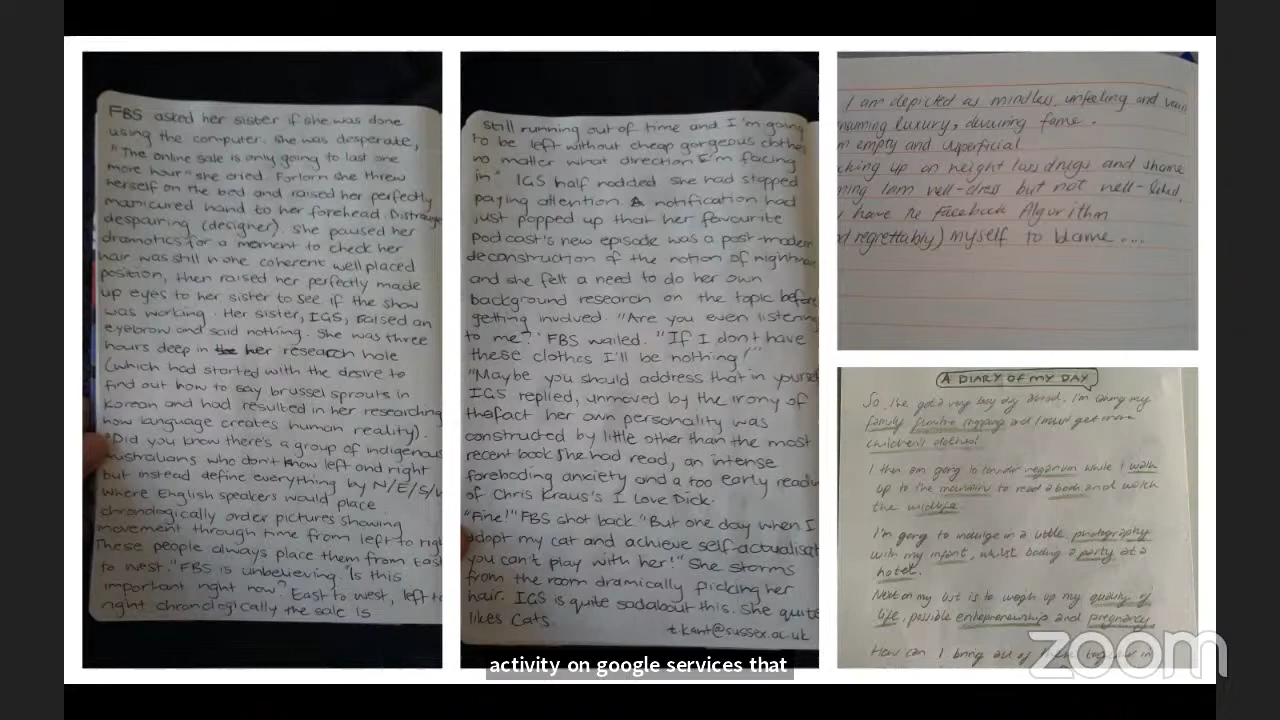 FBS asked her sister if she was done
using the computer. She was desperate,
"The online sale is only going to last one
more hour" she cried. Forlorn she threw
herself on the bed and raised her perfectly
manicured hand to her forehead. Distraught
despairing (designer). She paused her
dramatics for a moment to check her
hair was still in one coherent well placed
position, then raised her perfectly made
up eyes to her sister to see if the show
was working. Her sister, IGS, raised an
eyebrow and said nothing. She was three
hours deep in her research hole
(which had started with the desire to
find out how to say brussel sprouts in
Korean and had resulted in her researching
how language creates human reality).
"Did you know there's a group of indigenous
Australians who don't know left and right
but instead define everything by N/E/S/W
where English speakers would place
chronologically order pictures showing
movement through time from left to right
These people always place them from East
to west." FBS is unbelieving. "Is this
important right now? East to west, left to
right chronologically the sale is
still running out of time and I'm going
to be left without cheap gorgeous clothes
no matter what direction I'm facing
in" IGS half nodded. She had stopped
paying attention. A notification had
just popped up that her favourite
podcast's new episode was a post-modern
deconstruction of the notion of nightmare
and she felt a need to do her own
background research on the topic before
getting involved. "Are you even listening
to me?" FBS wailed. "If I don't have
these clothes I'll be nothing!"
"Maybe you should address that in yourself
IGS replied, unmoved by the irony of
the fact her own personality was
constructed by little other than the most
recent book she had read, an intense
foreboding anxiety and a too early reading
of Chris Kraus's I Love Dick.
"Fine!" FBS shot back "But one day when I
adopt my cat and achieve self-actualisat
you can't play with her!" She storms
from the room dramically flicking her
hair. IGS is quite sad about this. She quite
likes cats.
t.kant@sussex.ac.uk
I am depicted as mindless, unfeeling and vain
nsuming luxury, devouring fame.
m empty and superficial
cking up on weight loss drugs and shame
ning I am well-dress but not well-liked.
y have the Facebook Algorithm
d regrettably) myself to blame...
A DIARY OF MY DAY
So, I've got a very busy day ahead. I'm doing my
family furniture shopping and I must get more
children's clothes!
I then am going to consider veganism while I walk
up to the mountain to read a book and watch
the wildlife.
I'm going to indulge in a little photography
with my infant, whilst booking a party at a
hotel.
Next on my list is to weigh up my quality of
life, possible entrepreneurship and pregnancy.
How can I bring all of these together in
zoom
activity on google services that